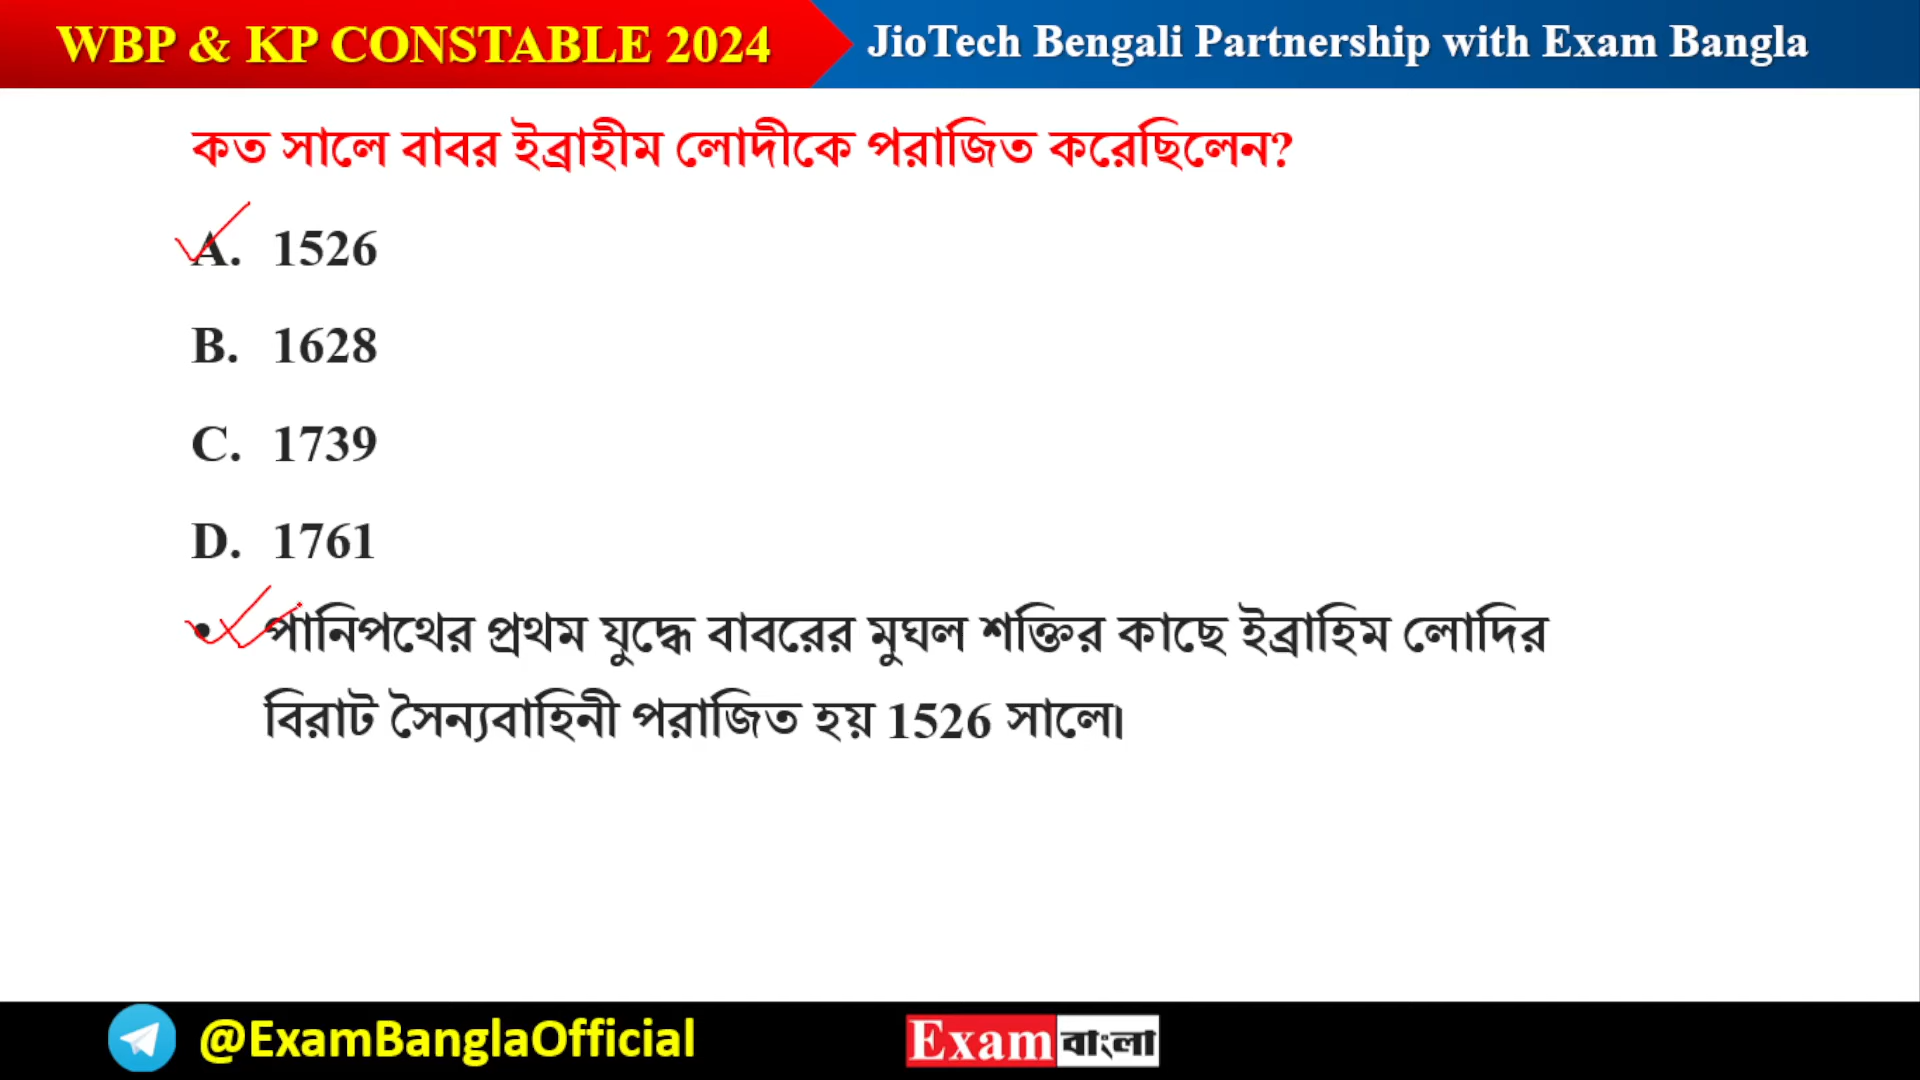 WBP & KP CONSTABLE 2024
JioTech Bengali Partnership with Exam Bangla
কত সালে বাবর ইব্রাহীম লোদীকে পরাজিত করেছিলেন?
A. 1526
B. 1628
C. 1739
D. 1761
• পানিপথের প্রথম যুদ্ধে বাবরের মুঘল শক্তির কাছে ইব্রাহিম লোদির
বিরাট সৈন্যবাহিনী পরাজিত হয় 1526 সালে।
@ExamBanglaOfficial
Exam বাংলা